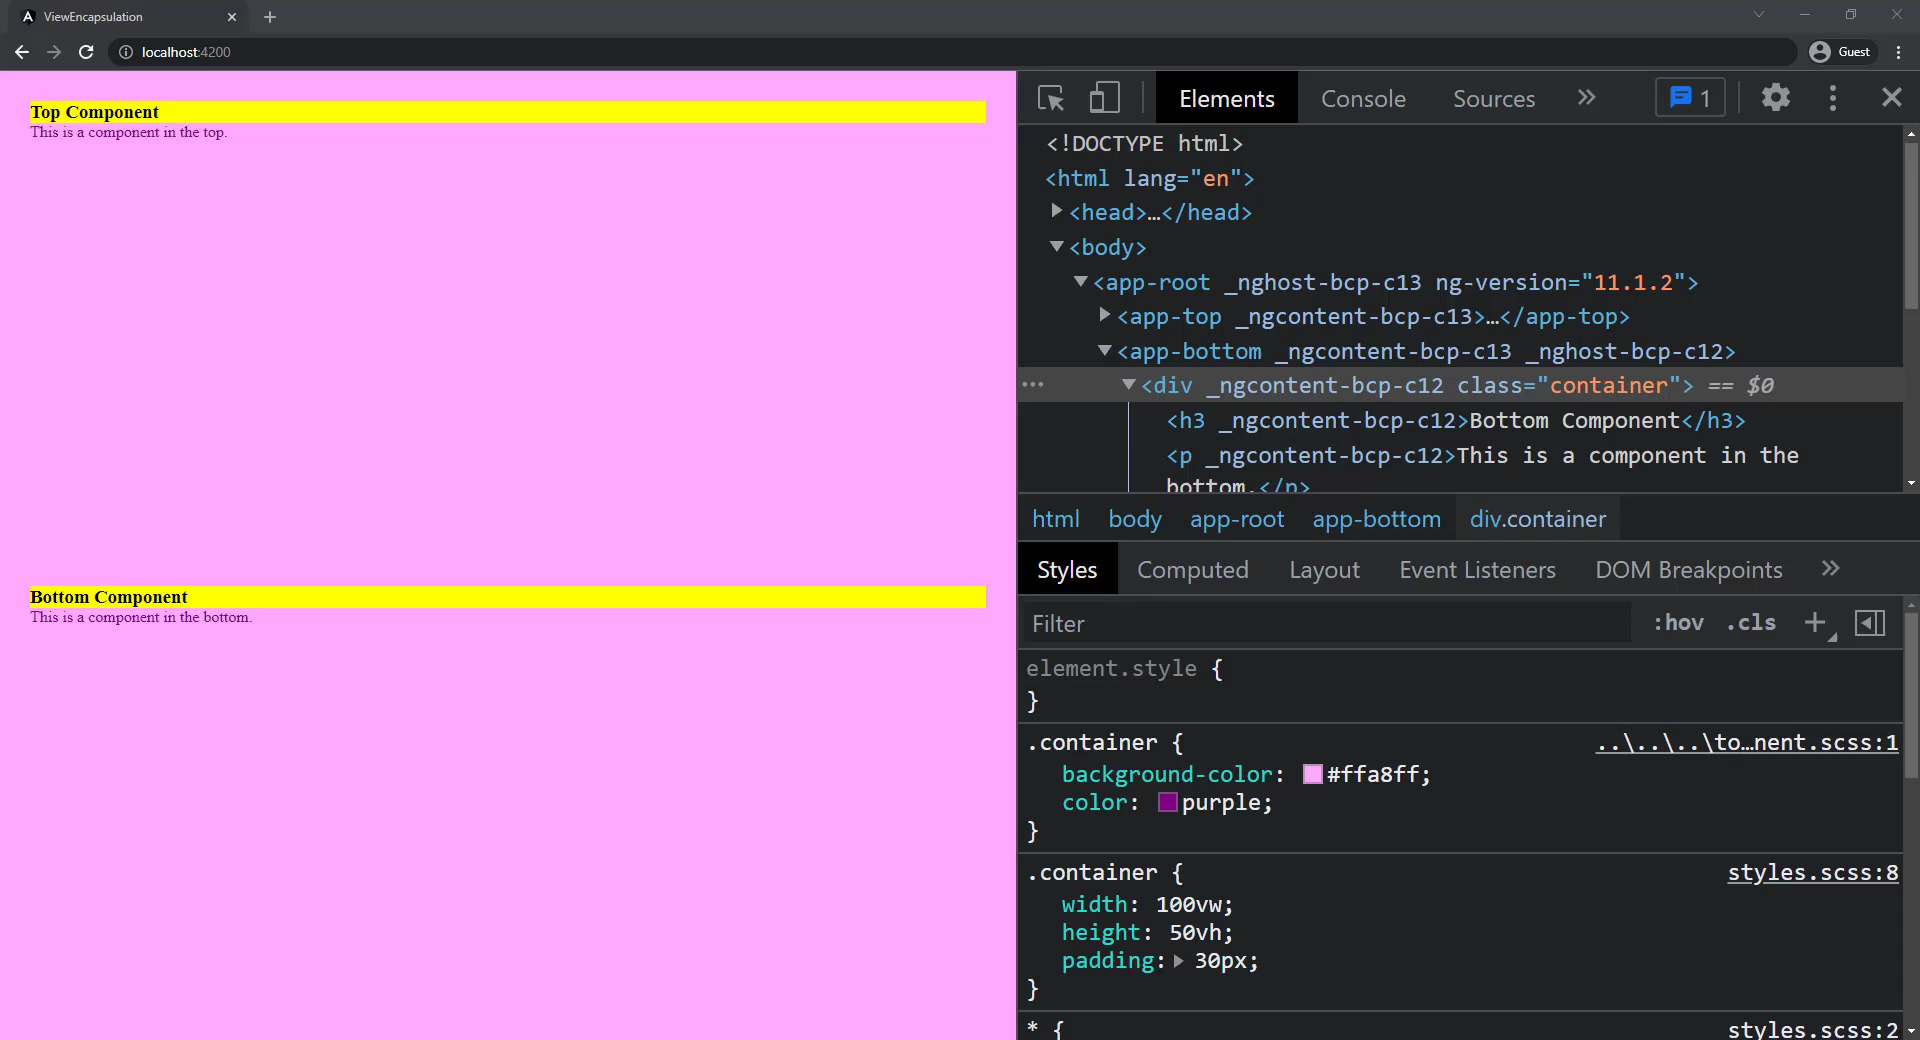 ViewEncapsulation
localhost:4200
Guest
Top Component
This is a component in the top.
Bottom Component
This is a component in the bottom.
Elements Console Sources 1
<!DOCTYPE html>
<html lang="en">
<head>…</head>
<body>
<app-root _nghost-bcp-c13 ng-version="11.1.2">
<app-top _ngcontent-bcp-c13>…</app-top>
<app-bottom _ngcontent-bcp-c13 _nghost-bcp-c12>
<div _ngcontent-bcp-c12 class="container"> == $0
<h3 _ngcontent-bcp-c12>Bottom Component</h3>
<p _ngcontent-bcp-c12>This is a component in the
bottom.</p>
html body app-root app-bottom div.container
Styles Computed Layout Event Listeners DOM Breakpoints
Filter :hov .cls
element.style {
}
.container { ..\..\..\to…nent.scss:1
background-color: #ffa8ff;
color: purple;
}
.container { styles.scss:8
width: 100vw;
height: 50vh;
padding: 30px;
}
* { styles.scss:2